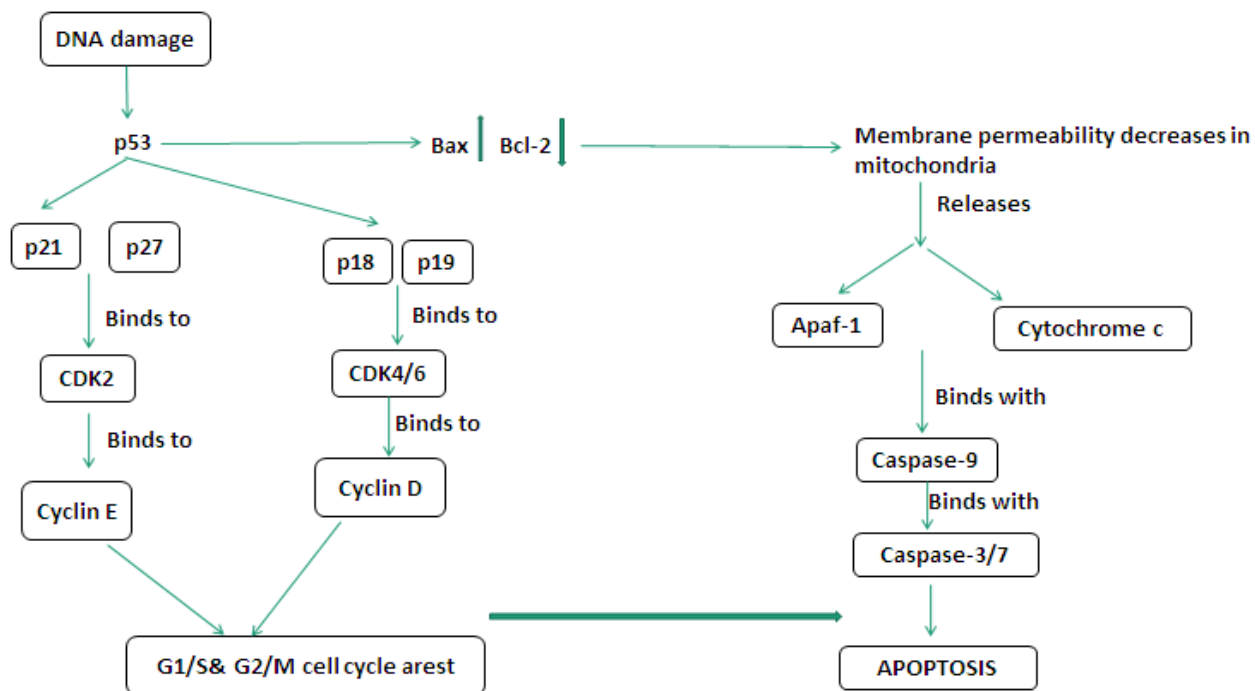 DNA damage
p53
Bax
Bcl-2
Membrane permeability decreases in
mitochondria
Releases
p21
p27
p18
p19
Binds to
Binds to
Apaf-1
Cytochrome c
CDK2
CDK4/6
Binds with
Binds to
Binds to
Caspase-9
Cyclin E
Cyclin D
Binds with
Caspase-3/7
G1/S& G2/M cell cycle arest
APOPTOSIS